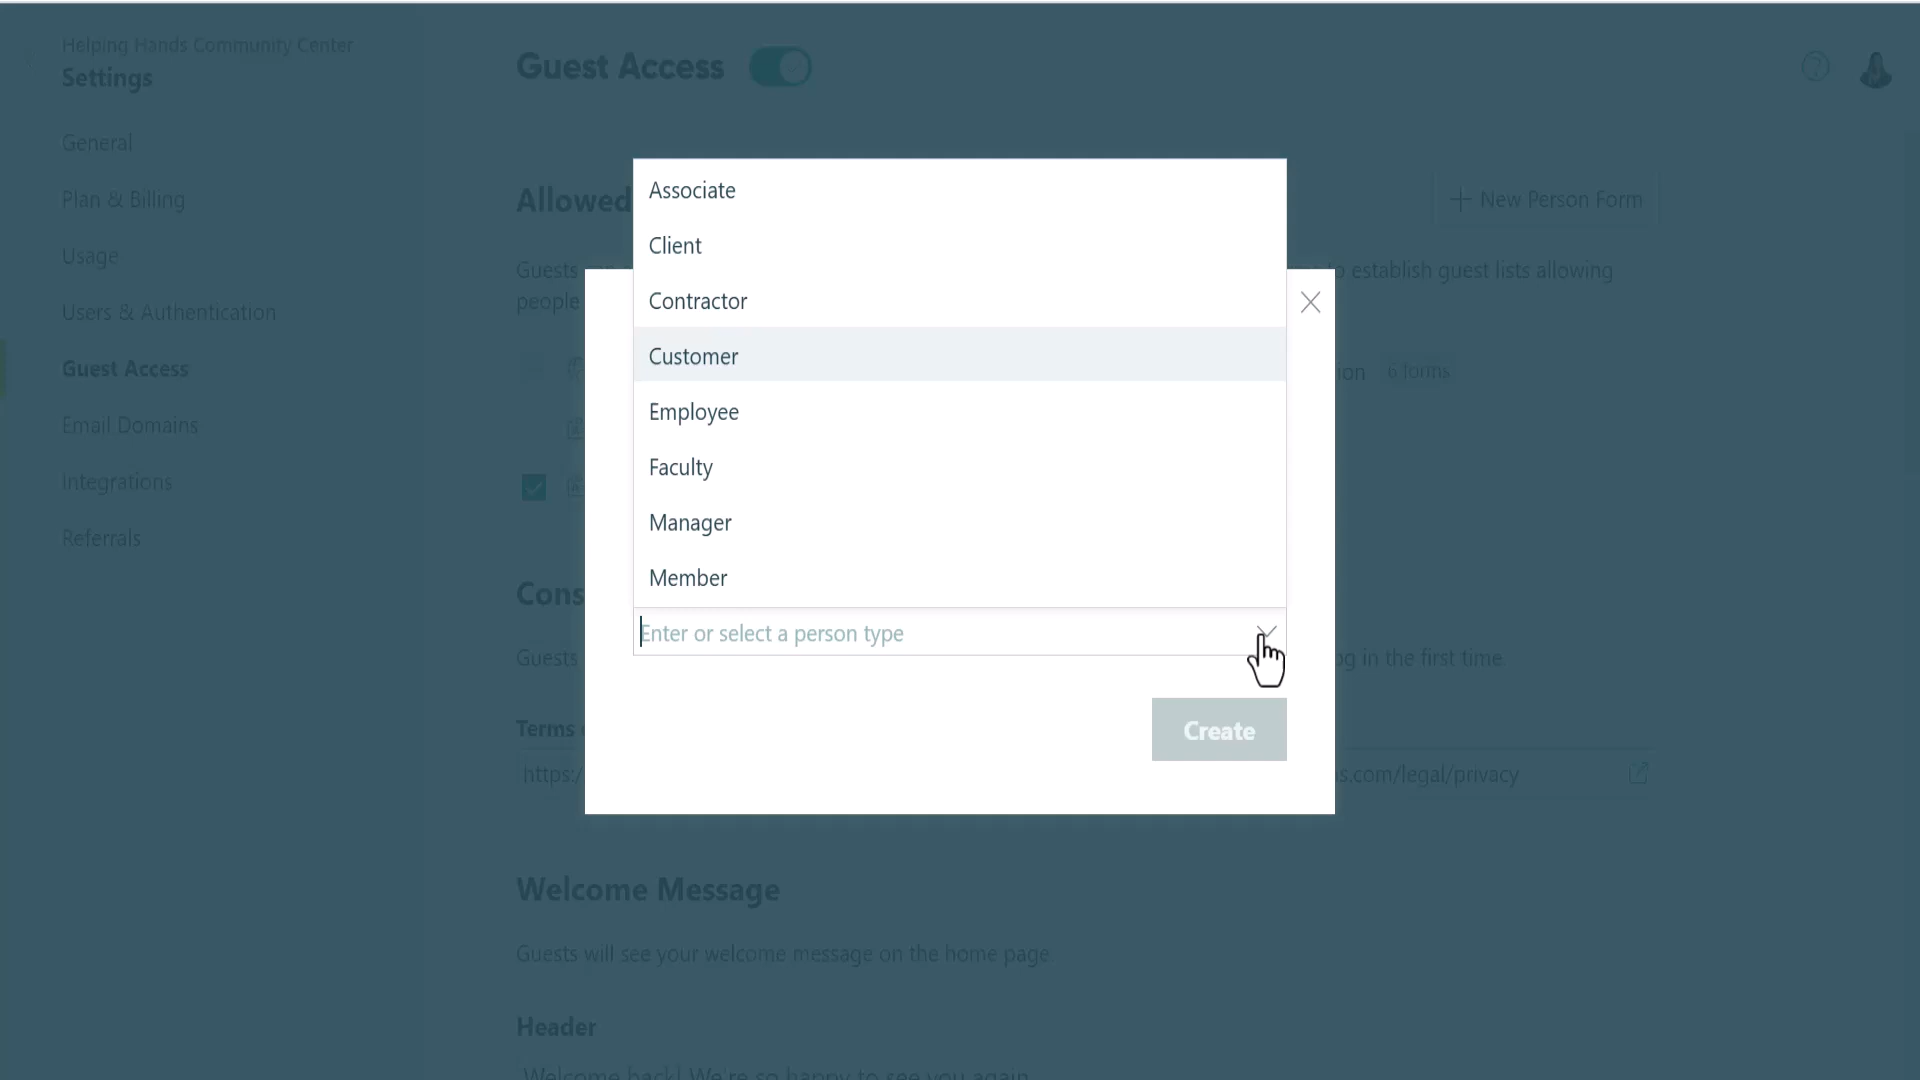 Helping Hands Community Center
Settings
General
Plan & Billing
Usage
Users & Authentication
Guest Access
Email Domains
Integrations
Referrals
Guest Access
Allowed
New Person Form
Guests
to establish guest lists allowing
people
6 forms
Associate
Client
Contractor
Customer
Employee
Faculty
Manager
Member
Enter or select a person type
Create
Cons
Guests
og in the first time.
Terms
https:/
s.com/legal/privacy
Welcome Message
Guests will see your welcome message on the home page.
Header
Welcome back! We're so happy to see you again